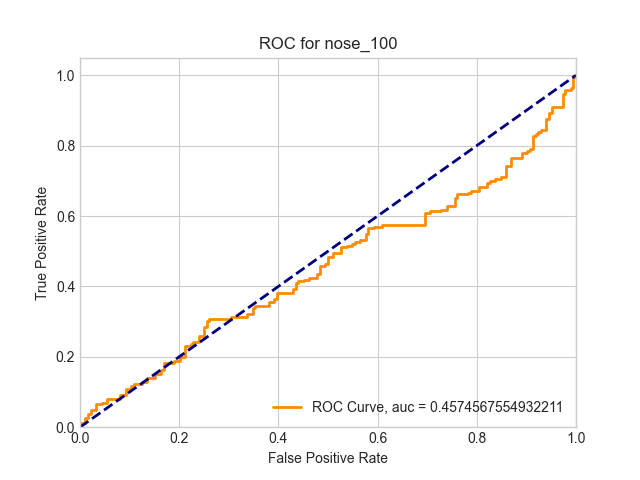 ROC for nose_100
True Positive Rate
1.0
0.8
0.6
0.4
0.2
0.0
ROC Curve, auc = 0.4574567554932211
0.0 0.2 0.4 0.6 0.8 1.0
False Positive Rate